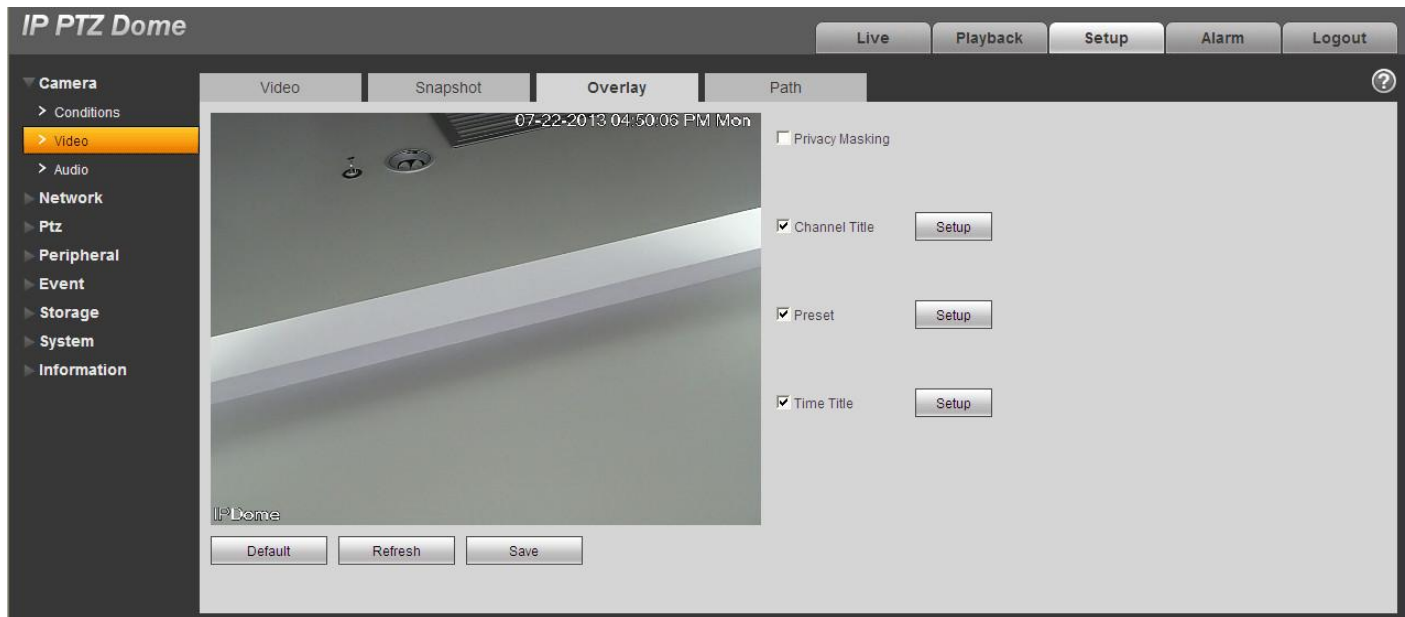 IP PTZ Dome
Live Playback Setup Alarm Logout
Camera
> Conditions
> Video
> Audio
Network
Ptz
Peripheral
Event
Storage
System
Information
Video Snapshot Overlay Path
?
07-22-2013 04:50:06 PM Mon
Privacy Masking
Channel Title Setup
Preset Setup
Time Title Setup
IPDome
Default Refresh Save